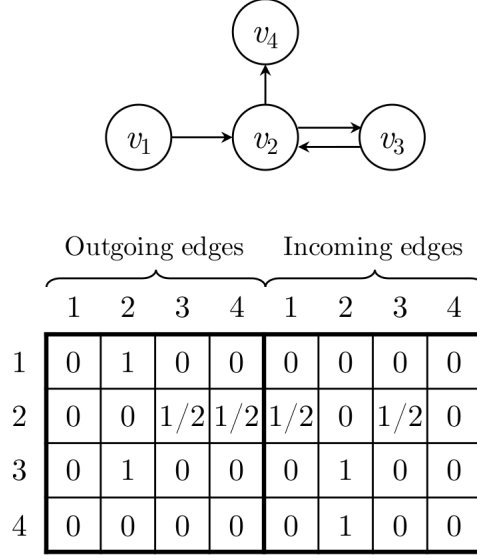 v₄
v₁ v₂ v₃
Outgoing edges Incoming edges
1 2 3 4 1 2 3 4
1 0 1 0 0 0 0 0 0
2 0 0 1/2 1/2 1/2 0 1/2 0
3 0 1 0 0 0 1 0 0
4 0 0 0 0 0 1 0 0